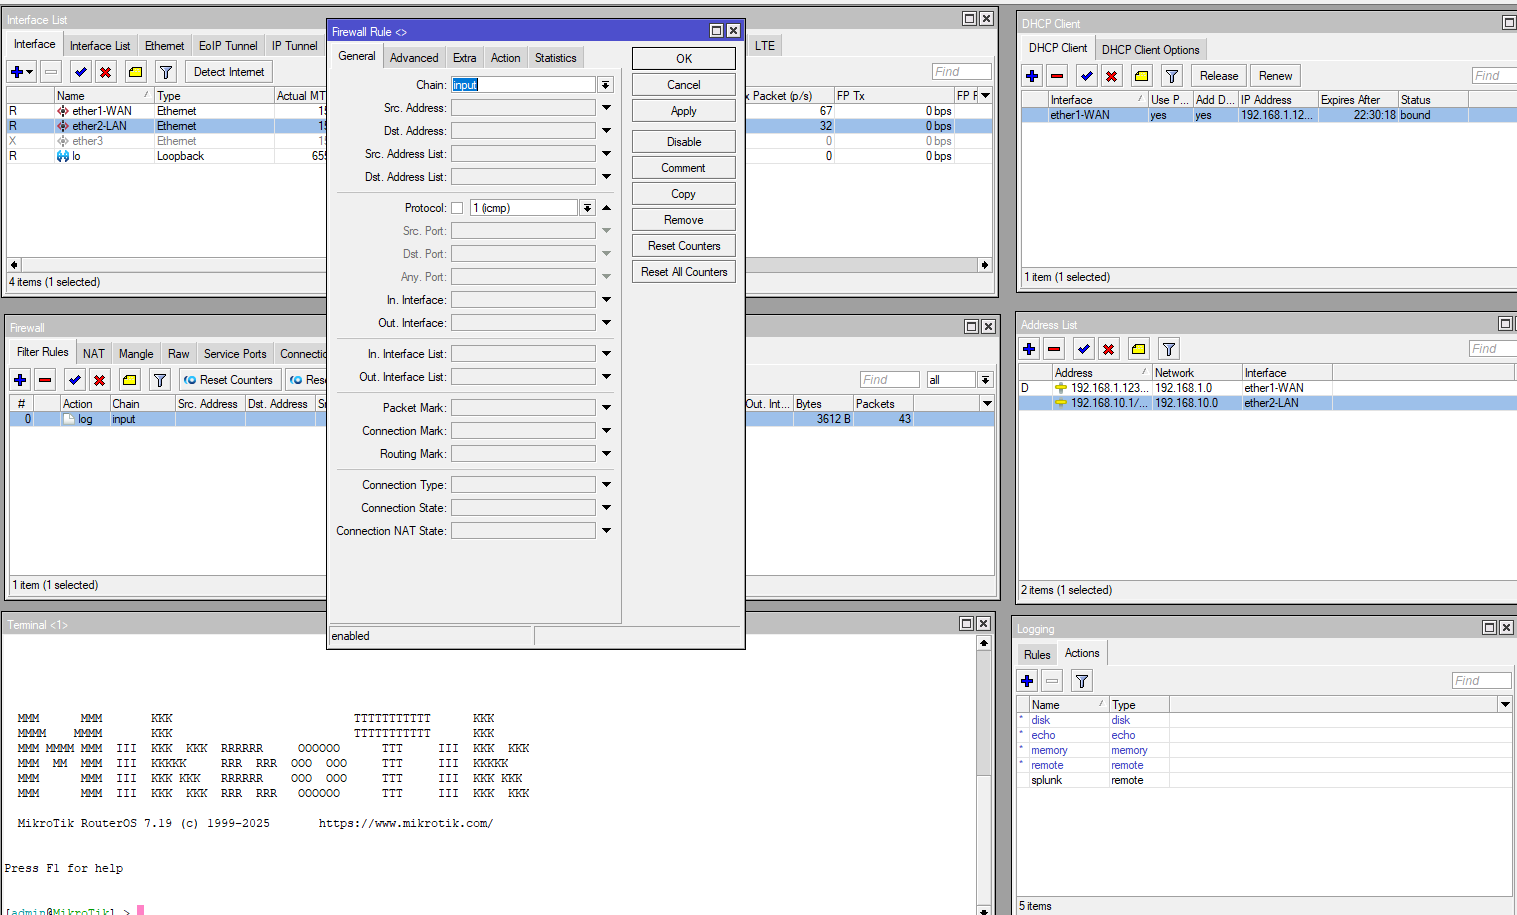 Interface List
Interface Interface List Ethernet EoIP Tunnel IP Tunnel
LTE
Detect Internet
Find
Name Type Actual MT
Packet (p/s) FP Tx FP
R ether1-WAN Ethernet 67 0 bps
R ether2-LAN Ethernet 32 0 bps
X ether3 Ethernet 0 0 bps
R lo Loopback 0 0 bps
4 items (1 selected)
Firewall Rule <>
General Advanced Extra Action Statistics
Chain: input
Src. Address:
Dst. Address:
Src. Address List:
Dst. Address List:
Protocol: 1 (icmp)
Src. Port:
Dst. Port:
Any. Port:
In. Interface:
Out. Interface:
In. Interface List:
Out. Interface List:
Packet Mark:
Connection Mark:
Routing Mark:
Connection Type:
Connection State:
Connection NAT State:
enabled
OK
Cancel
Apply
Disable
Comment
Copy
Remove
Reset Counters
Reset All Counters
DHCP Client
DHCP Client DHCP Client Options
Release Renew
Find
Interface Use P... Add D... IP Address Expires After Status
ether1-WAN yes yes 192.168.1.12... 22:30:18 bound
1 item (1 selected)
Firewall
Filter Rules NAT Mangle Raw Service Ports Connectio
Reset Counters Rese
Find all
# Action Chain Src. Address Dst. Address
Out. Int... Bytes Packets
0 log input 3612 B 43
1 item (1 selected)
Address List
Find
Address Network Interface
D 192.168.1.123... 192.168.1.0 ether1-WAN
192.168.10.1/... 192.168.10.0 ether2-LAN
2 items (1 selected)
Terminal <1>
MMM MMM KKK TTTTTTTTTTT KKK
MMMM MMMM KKK TTTTTTTTTTT KKK
MMM MMMM MMM III KKK KKK RRRRRR OOOOOO TTT III KKK KKK
MMM MM MMM III KKKKK RRR RRR OOO OOO TTT III KKKKK
MMM MMM III KKK KKK RRRRRR OOO OOO TTT III KKK KKK
MMM MMM III KKK KKK RRR RRR OOOOOO TTT III KKK KKK
MikroTik RouterOS 7.19 (c) 1999-2025 https://www.mikrotik.com/
Press F1 for help
[admin@MikroTik] >
Logging
Rules Actions
Find
Name Type
* disk disk
* echo echo
* memory memory
* remote remote
splunk remote
5 items